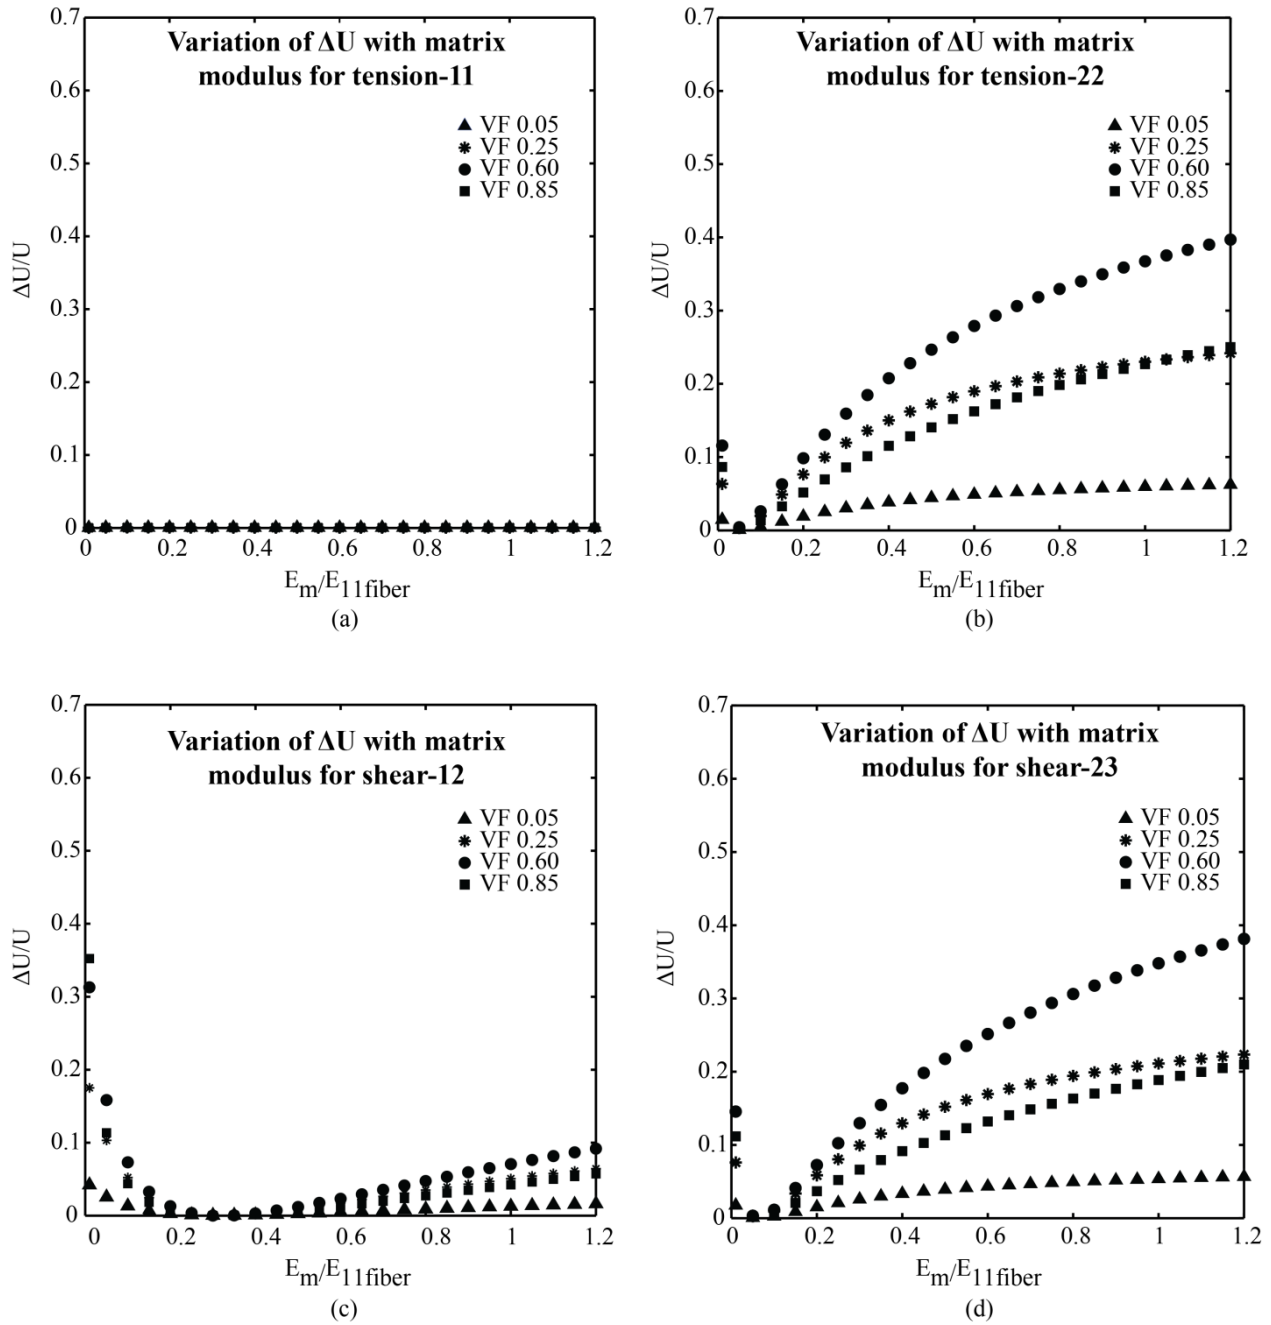 Variation of ΔU with matrix
modulus for tension-11
VF 0.05
VF 0.25
VF 0.60
VF 0.85
0.7
0.6
0.5
0.4
0.3
0.2
0.1
0
ΔU/U
0 0.2 0.4 0.6 0.8 1 1.2
Em/E11fiber
(a)
Variation of ΔU with matrix
modulus for tension-22
VF 0.05
VF 0.25
VF 0.60
VF 0.85
0.7
0.6
0.5
0.4
0.3
0.2
0.1
0
ΔU/U
0 0.2 0.4 0.6 0.8 1 1.2
Em/E11fiber
(b)
Variation of ΔU with matrix
modulus for shear-12
VF 0.05
VF 0.25
VF 0.60
VF 0.85
0.7
0.6
0.5
0.4
0.3
0.2
0.1
0
ΔU/U
0 0.2 0.4 0.6 0.8 1 1.2
Em/E11fiber
(c)
Variation of ΔU with matrix
modulus for shear-23
VF 0.05
VF 0.25
VF 0.60
VF 0.85
0.7
0.6
0.5
0.4
0.3
0.2
0.1
0
ΔU/U
0 0.2 0.4 0.6 0.8 1 1.2
Em/E11fiber
(d)